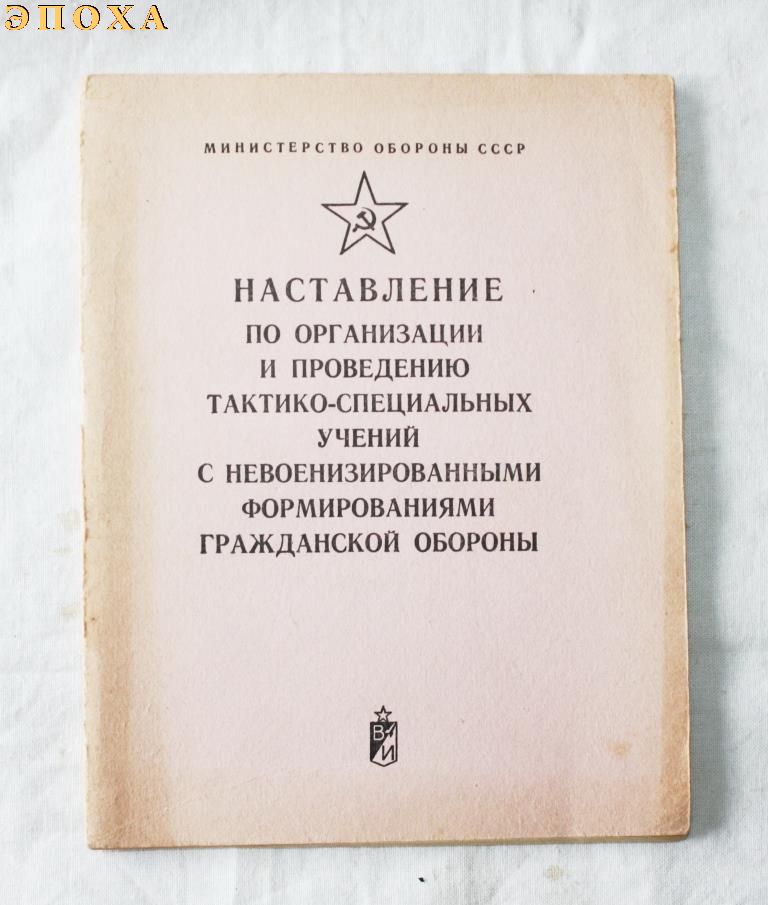 ЭПОХА
МИНИСТЕРСТВО ОБОРОНЫ СССР
НАСТАВЛЕНИЕ
ПО ОРГАНИЗАЦИИ
И ПРОВЕДЕНИЮ
ТАКТИКО-СПЕЦИАЛЬНЫХ
УЧЕНИЙ
С НЕВОЕНИЗИРОВАННЫМИ
ФОРМИРОВАНИЯМИ
ГРАЖДАНСКОЙ ОБОРОНЫ
В
И